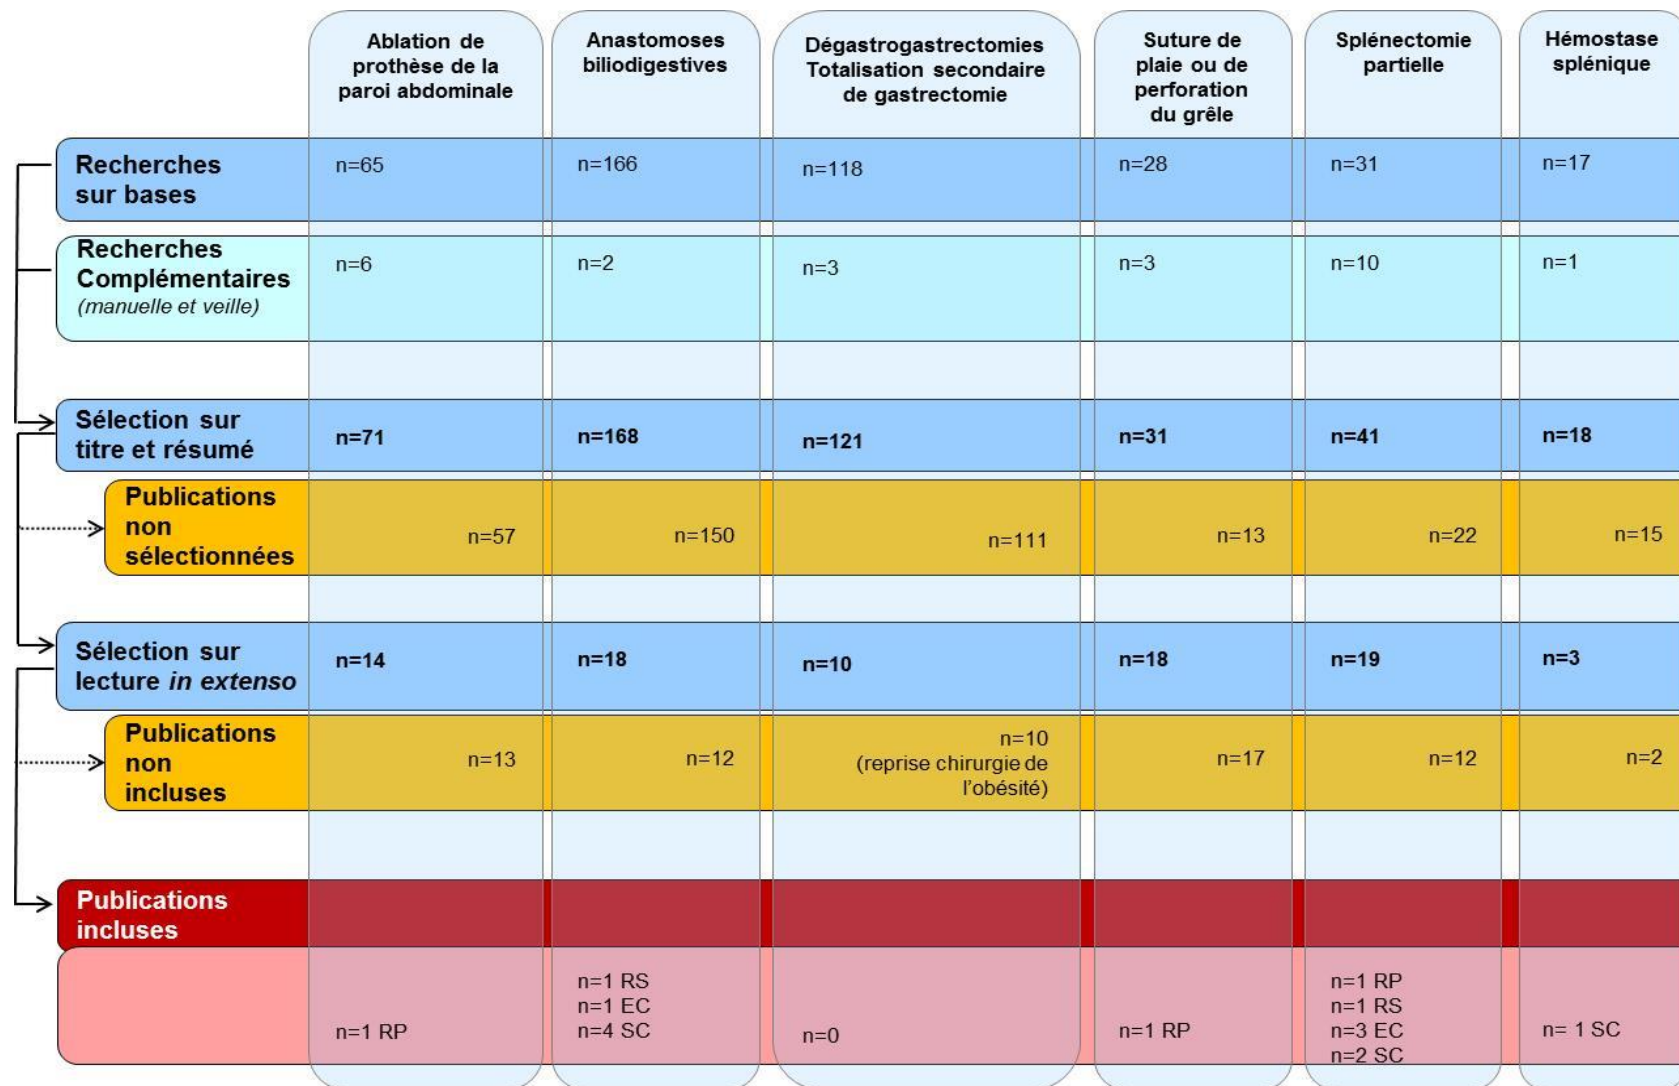 Ablation de
prothèse de la
paroi abdominale
Anastomoses
biliodigestives
Dégastrogastrectomies
Totalisation secondaire
de gastrectomie
Suture de
plaie ou de
perforation
du grêle
Splénectomie
partielle
Hémostase
splénique
Recherches
sur bases
n=65
n=166
n=118
n=28
n=31
n=17
Recherches
Complémentaires
(manuelle et veille)
n=6
n=2
n=3
n=3
n=10
n=1
Sélection sur
titre et résumé
n=71
n=168
n=121
n=31
n=41
n=18
Publications
non
sélectionnées
n=57
n=150
n=111
n=13
n=22
n=15
Sélection sur
lecture in extenso
n=14
n=18
n=10
n=18
n=19
n=3
Publications
non
incluses
n=13
n=12
n=10
(reprise chirurgie de
l'obésité)
n=17
n=12
n=2
Publications
incluses
n=1 RP
n=1 RS
n=1 EC
n=4 SC
n=0
n=1 RP
n=1 RP
n=1 RS
n=3 EC
n=2 SC
n= 1 SC